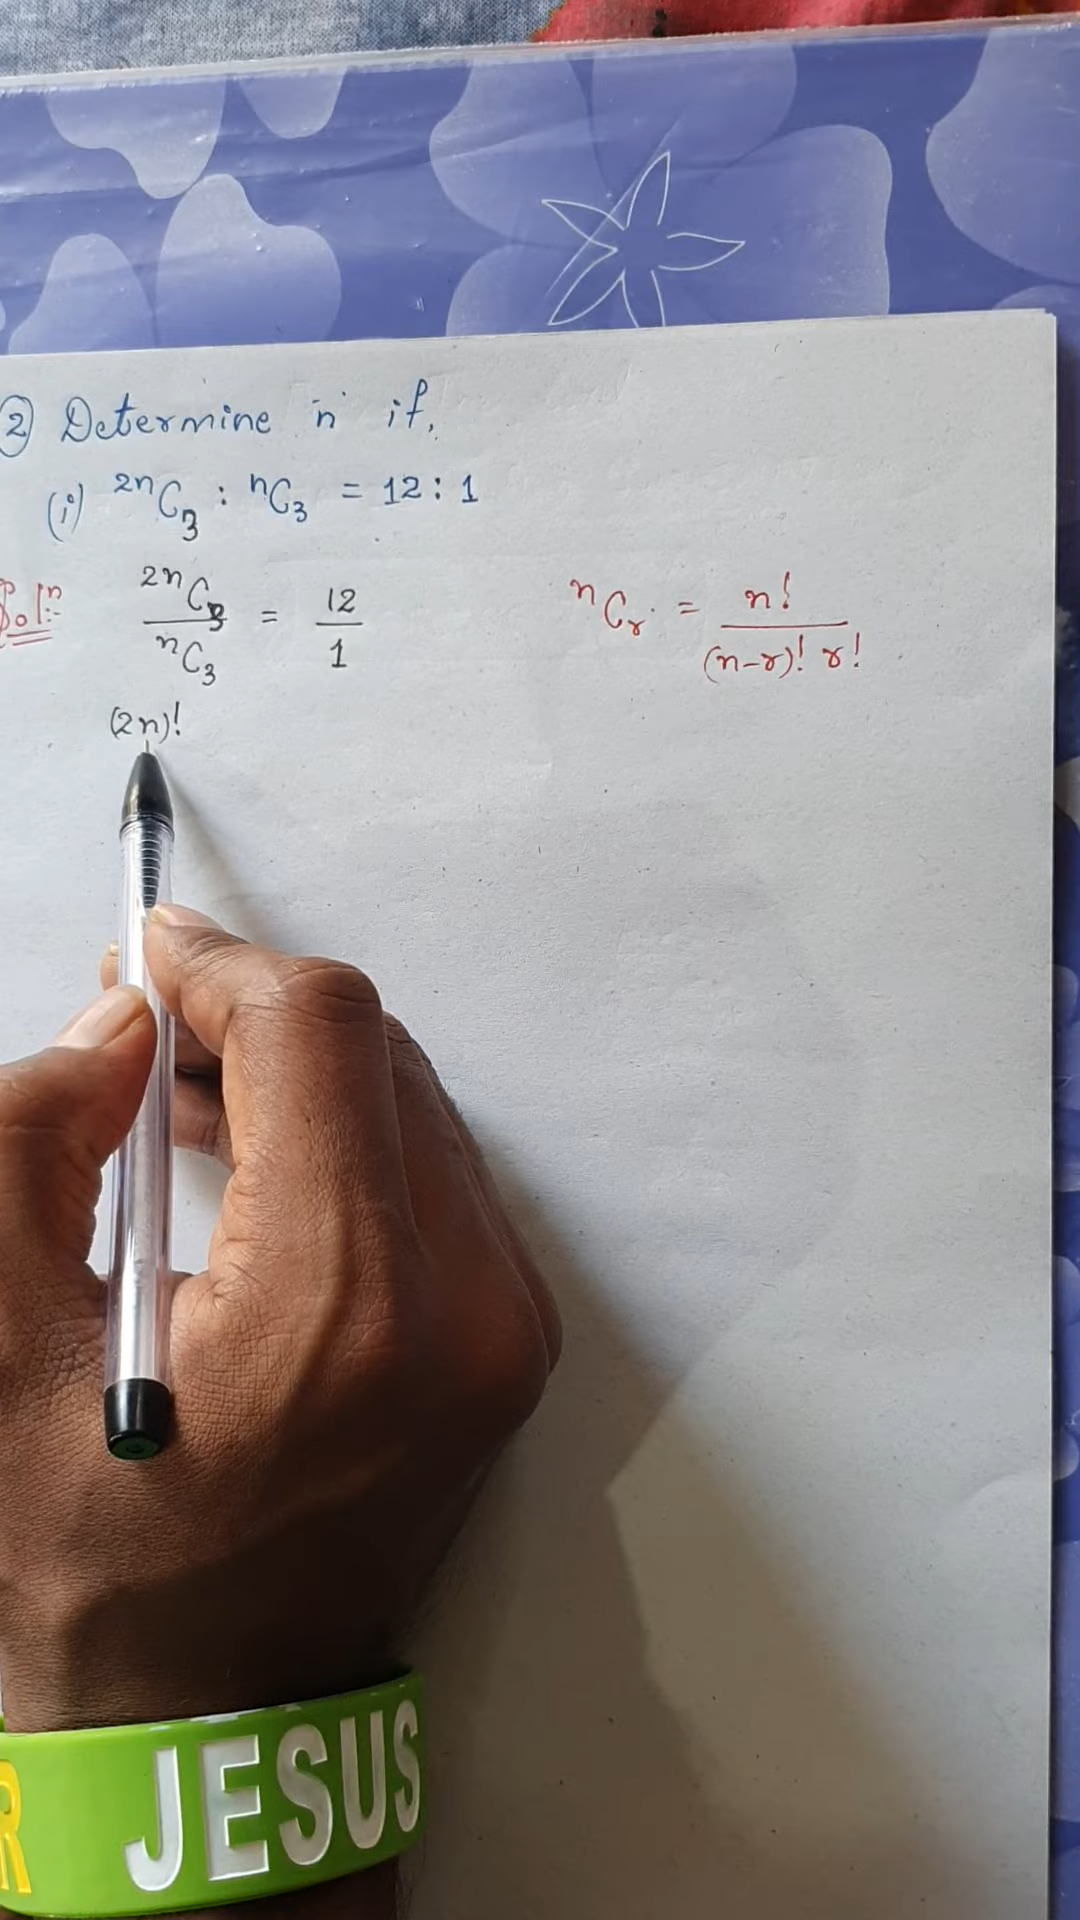 ② Determine 'n' if,
(i) ²ⁿC₃ : ⁿC₃ = 12 : 1
Solⁿ:- ²ⁿC₃ / ⁿC₃ = 12 / 1
ⁿCᵣ = n! / (n-r)! r!
(2n)!
R JESUS